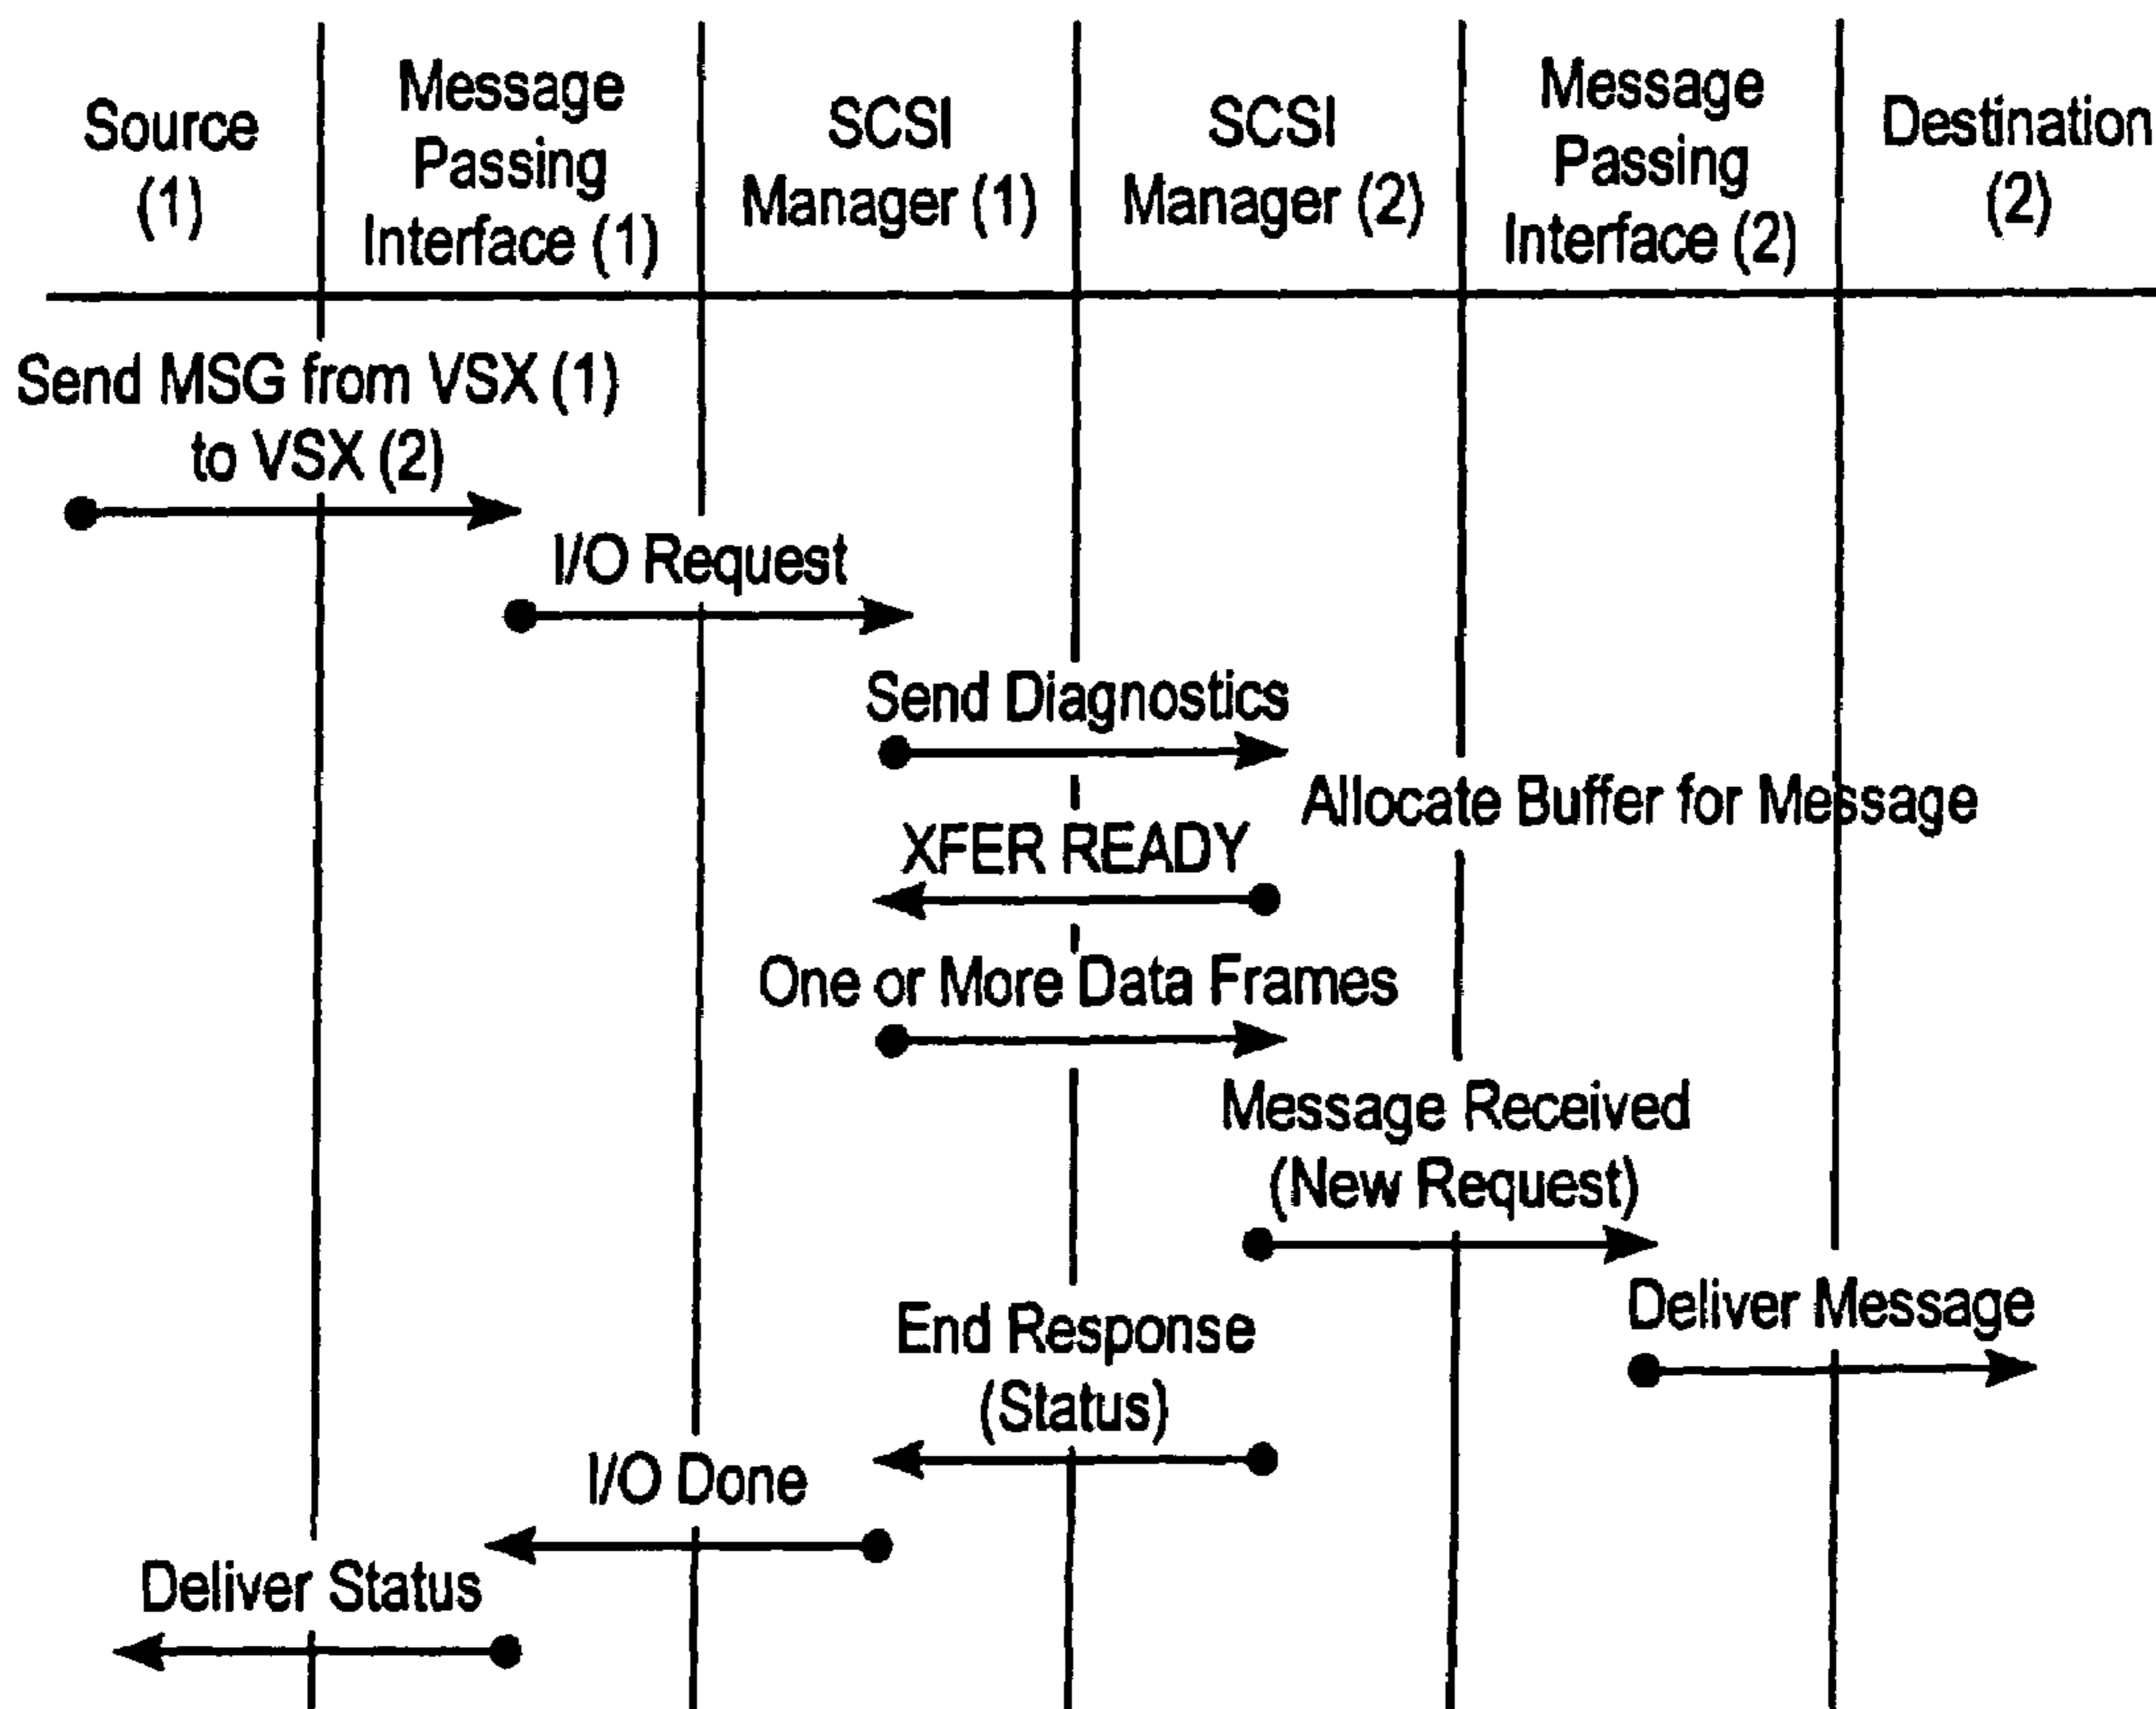 Source
(1)
Message
Passing
Interface (1)
SCSI
Manager (1)
SCSI
Manager (2)
Message
Passing
Interface (2)
Destination
(2)
Send MSG from VSX (1)
to VSX (2)
I/O Request
Send Diagnostics
Allocate Buffer for Message
XFER READY
One or More Data Frames
Message Received
(New Request)
Deliver Message
End Response
(Status)
I/O Done
Deliver Status